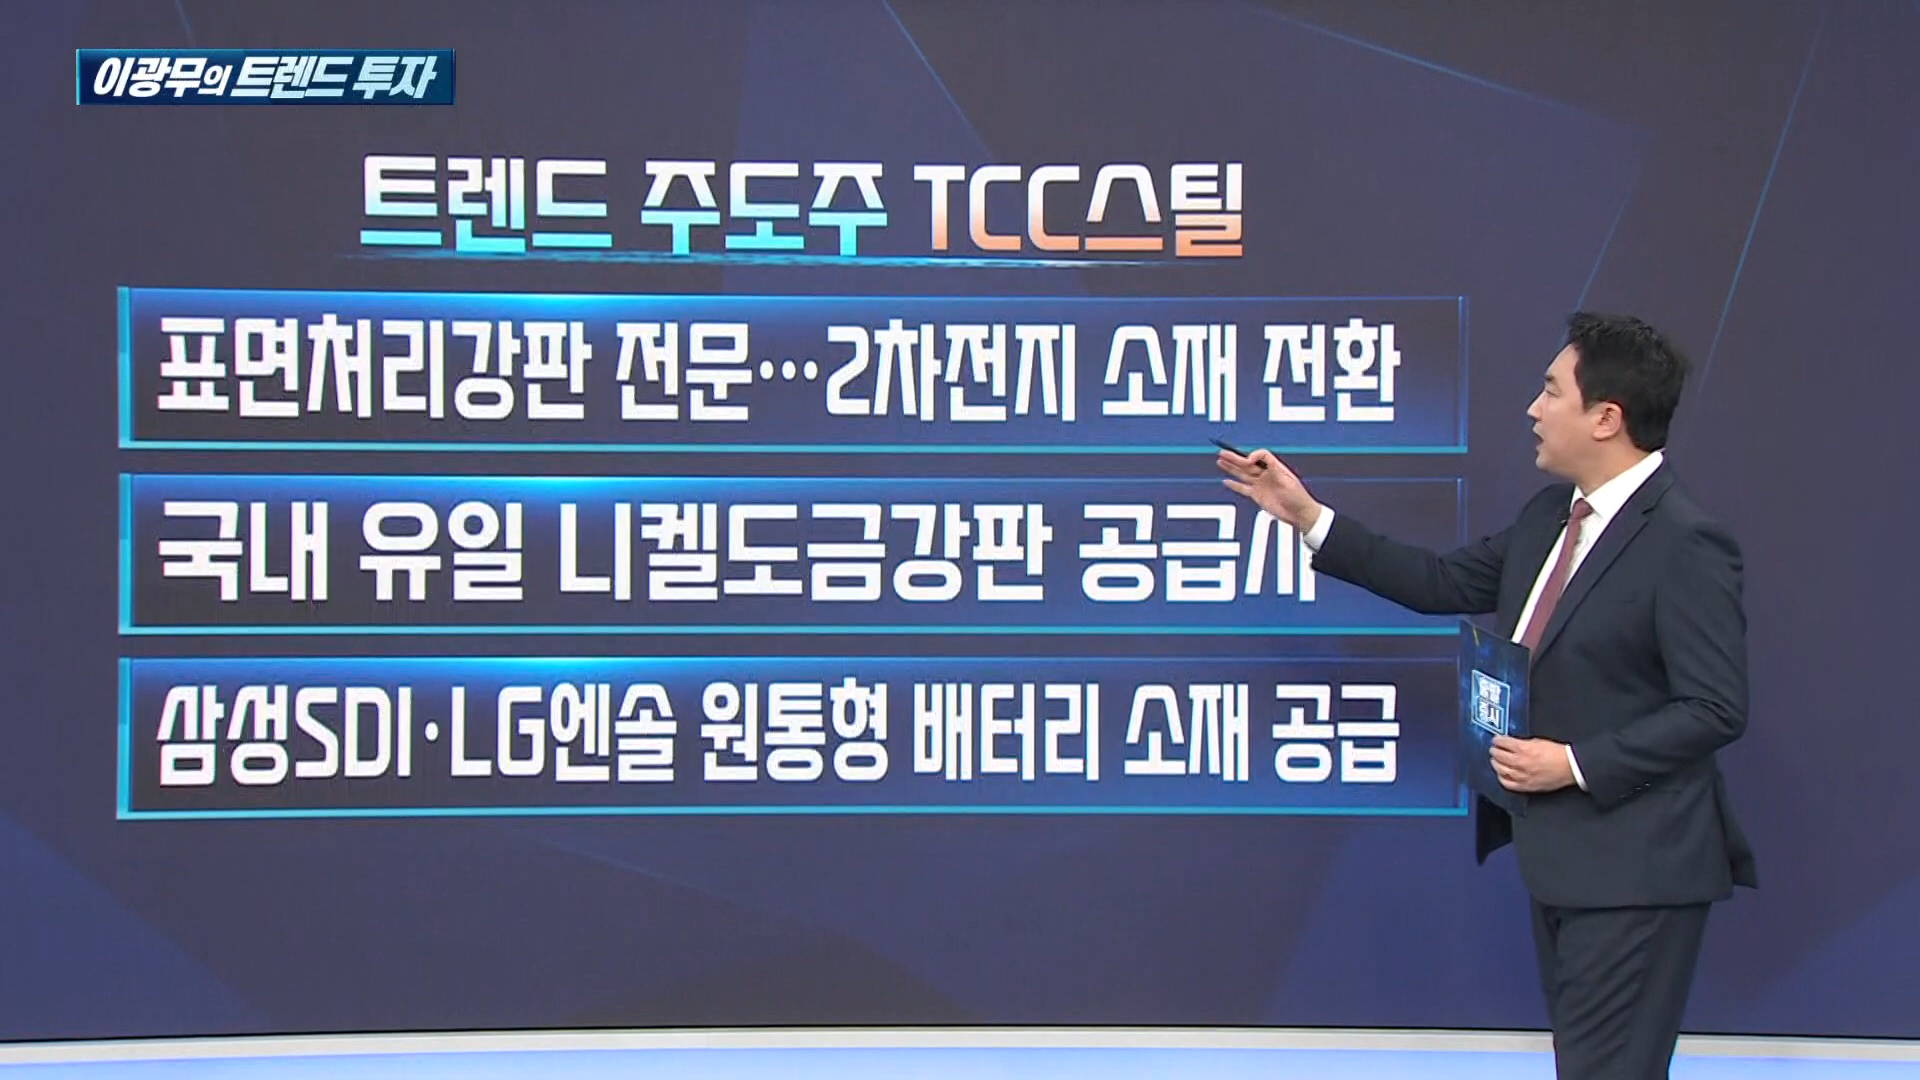 이광무의 트렌드 투자
트렌드 주도주 TCC스틸
표면처리강판 전문…2차전지 소재 전환
국내 유일 니켈도금강판 공급사
삼성SDI·LG엔솔 원통형 배터리 소재 공급